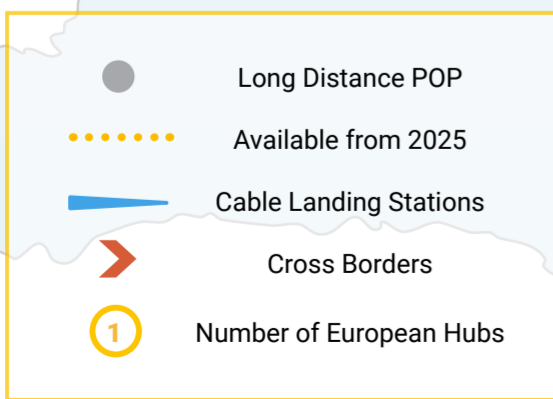 Long Distance POP
Available from 2025
Cable Landing Stations
Cross Borders
1 Number of European Hubs